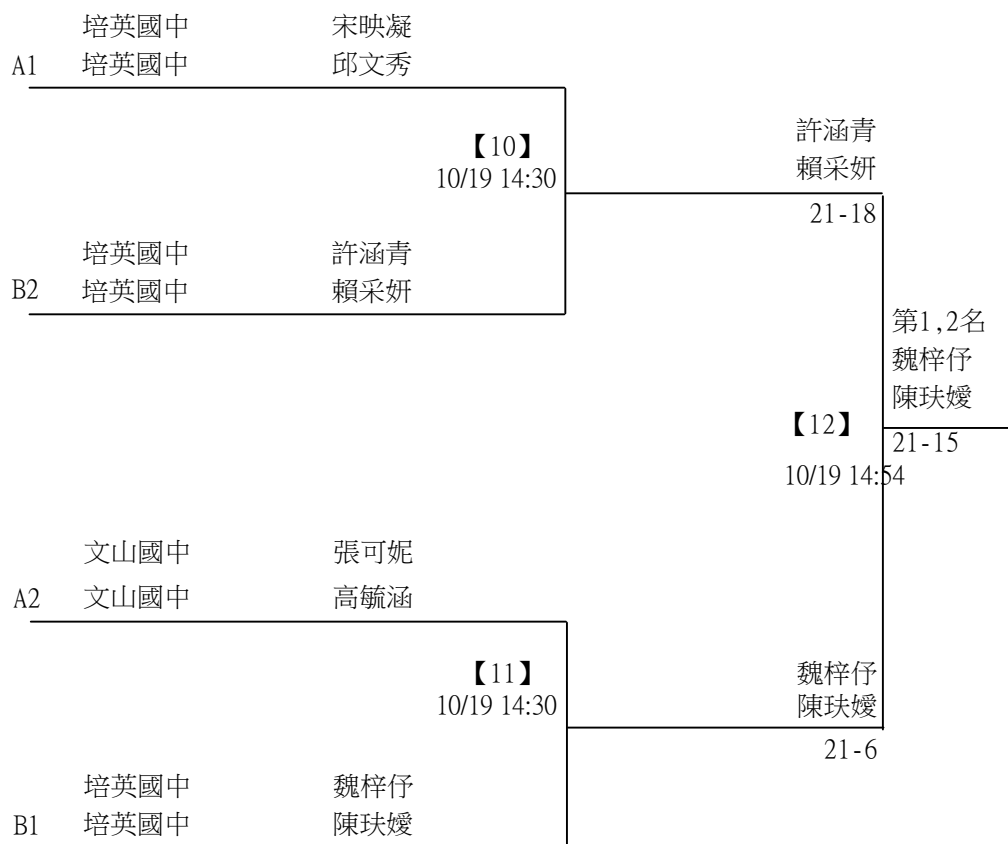 培英國中 宋映凝
A1 培英國中 邱文秀
【10】
10/19 14:30
許涵青
賴采妍
21-18
培英國中 許涵青
B2 培英國中 賴采妍
第1,2名
魏梓伃
陳玞嬡
【12】
21-15
10/19 14:54
文山國中 張可妮
A2 文山國中 高毓涵
【11】
10/19 14:30
魏梓伃
陳玞嬡
21-6
培英國中 魏梓伃
B1 培英國中 陳玞嬡